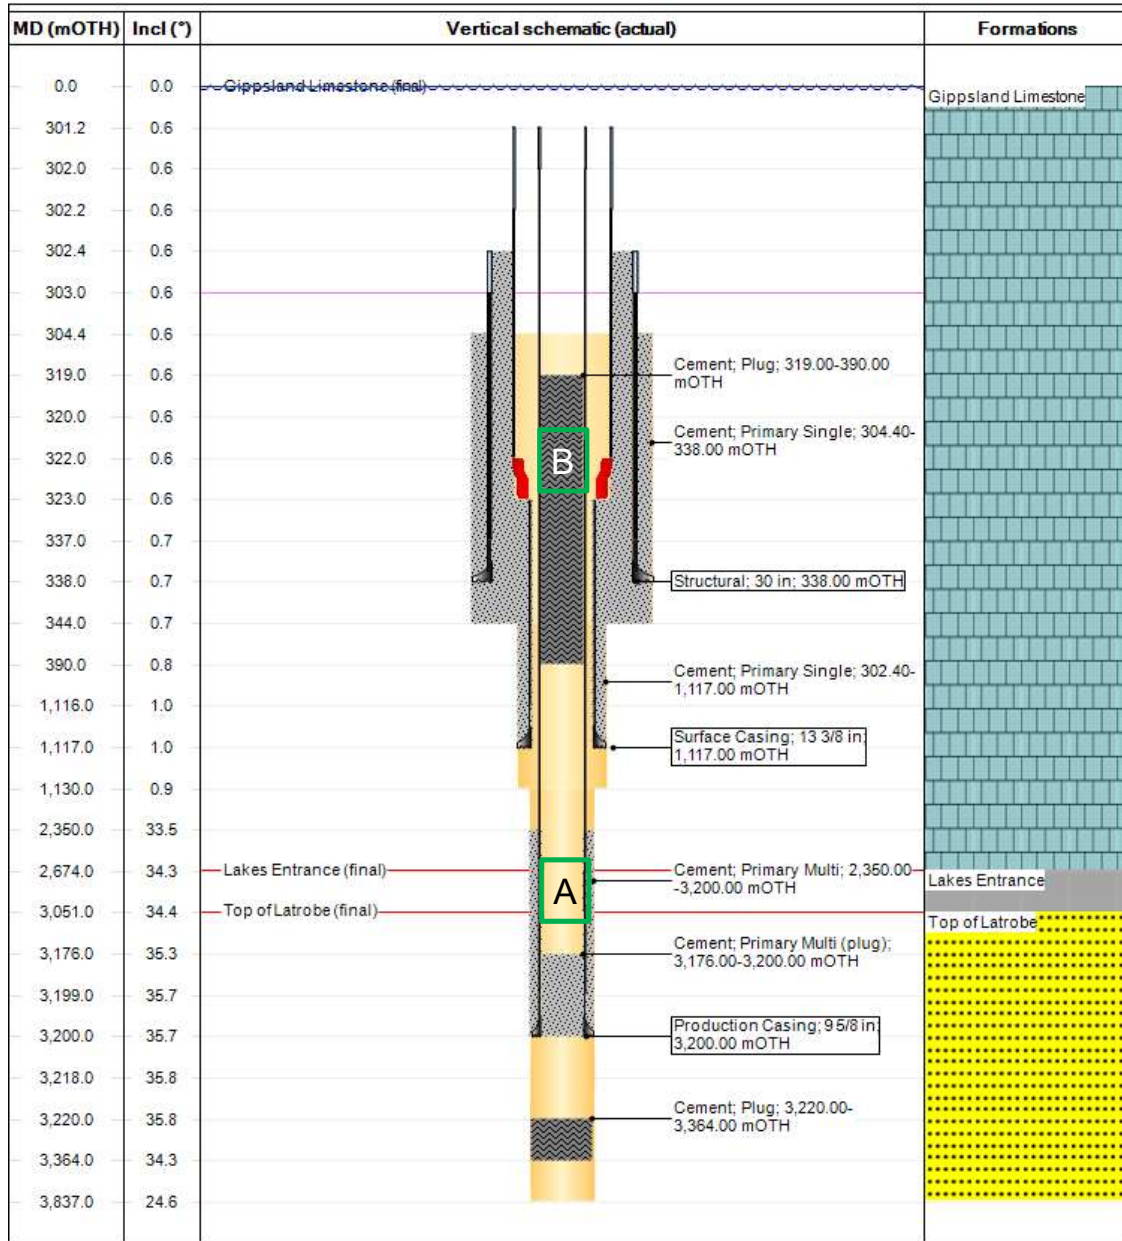 MD (mOTH) Incl (°) Vertical schematic (actual) Formations
0.0 0.0 Gippsland Limestone (final)
Gippsland Limestone
301.2 0.6
302.0 0.6
302.2 0.6
302.4 0.6
303.0 0.6
304.4 0.6
319.0 0.6
Cement; Plug; 319.00-390.00
mOTH
320.0 0.6
Cement; Primary Single; 304.40-
338.00 mOTH
322.0 0.6
B
323.0 0.6
337.0 0.7
338.0 0.7
Structural; 30 in; 338.00 mOTH
344.0 0.7
390.0 0.8
Cement; Primary Single; 302.40-
1,117.00 mOTH
1,116.0 1.0
1,117.0 1.0
Surface Casing; 13 3/8 in;
1,117.00 mOTH
1,130.0 0.9
2,350.0 33.5
2,674.0 34.3 Lakes Entrance (final)
Cement; Primary Multi; 2,350.00
-3,200.00 mOTH
Lakes Entrance
A
3,051.0 34.4 Top of Latrobe (final)
Top of Latrobe
3,176.0 35.3
Cement; Primary Multi (plug);
3,176.00-3,200.00 mOTH
3,199.0 35.7
3,200.0 35.7
Production Casing; 9 5/8 in;
3,200.00 mOTH
3,218.0 35.8
3,220.0 35.8
Cement; Plug; 3,220.00-
3,364.00 mOTH
3,364.0 34.3
3,837.0 24.6